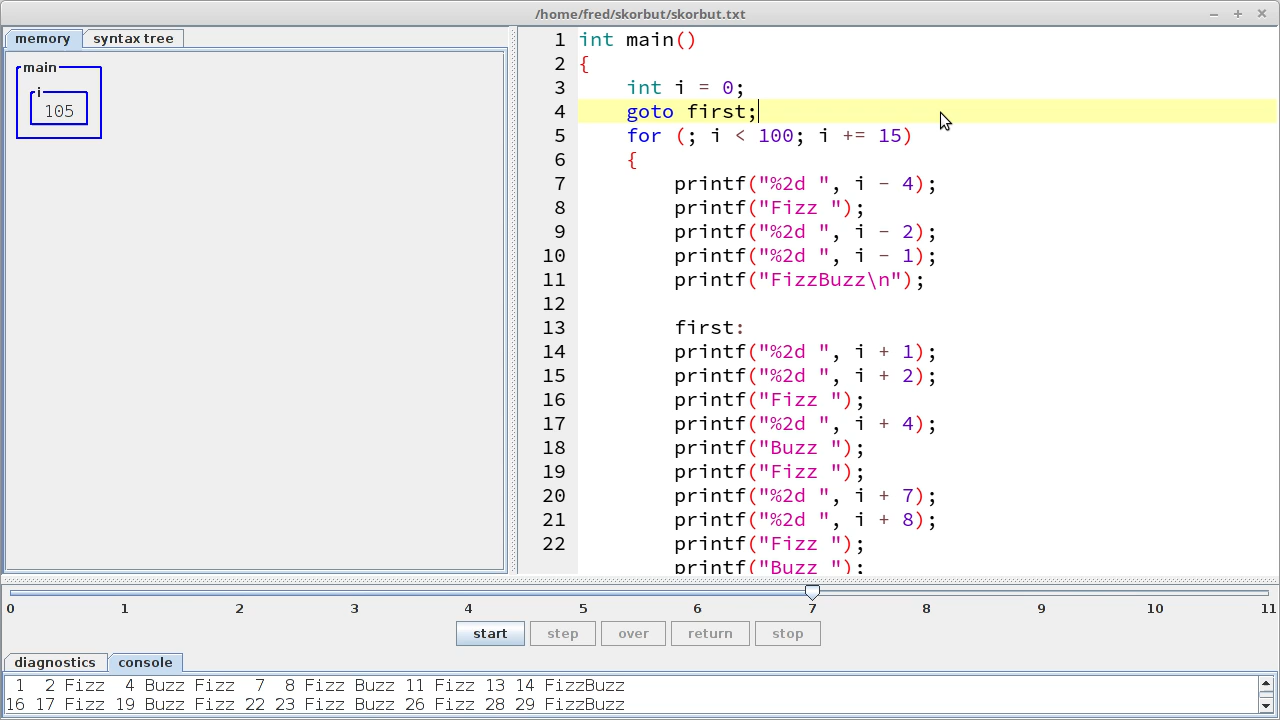 /home/fred/skorbut/skorbut.txt
memory syntax tree
main
i
105
1 int main()
2 {
3     int i = 0;
4     goto first;
5     for (; i < 100; i += 15)
6     {
7         printf("%2d ", i - 4);
8         printf("Fizz ");
9         printf("%2d ", i - 2);
10         printf("%2d ", i - 1);
11         printf("FizzBuzz\n");
12
13         first:
14         printf("%2d ", i + 1);
15         printf("%2d ", i + 2);
16         printf("Fizz ");
17         printf("%2d ", i + 4);
18         printf("Buzz ");
19         printf("Fizz ");
20         printf("%2d ", i + 7);
21         printf("%2d ", i + 8);
22         printf("Fizz ");
        printf("Buzz ");
0 1 2 3 4 5 6 7 8 9 10 11
start step over return stop
diagnostics console
 1  2 Fizz  4 Buzz Fizz  7  8 Fizz Buzz 11 Fizz 13 14 FizzBuzz
16 17 Fizz 19 Buzz Fizz 22 23 Fizz Buzz 26 Fizz 28 29 FizzBuzz